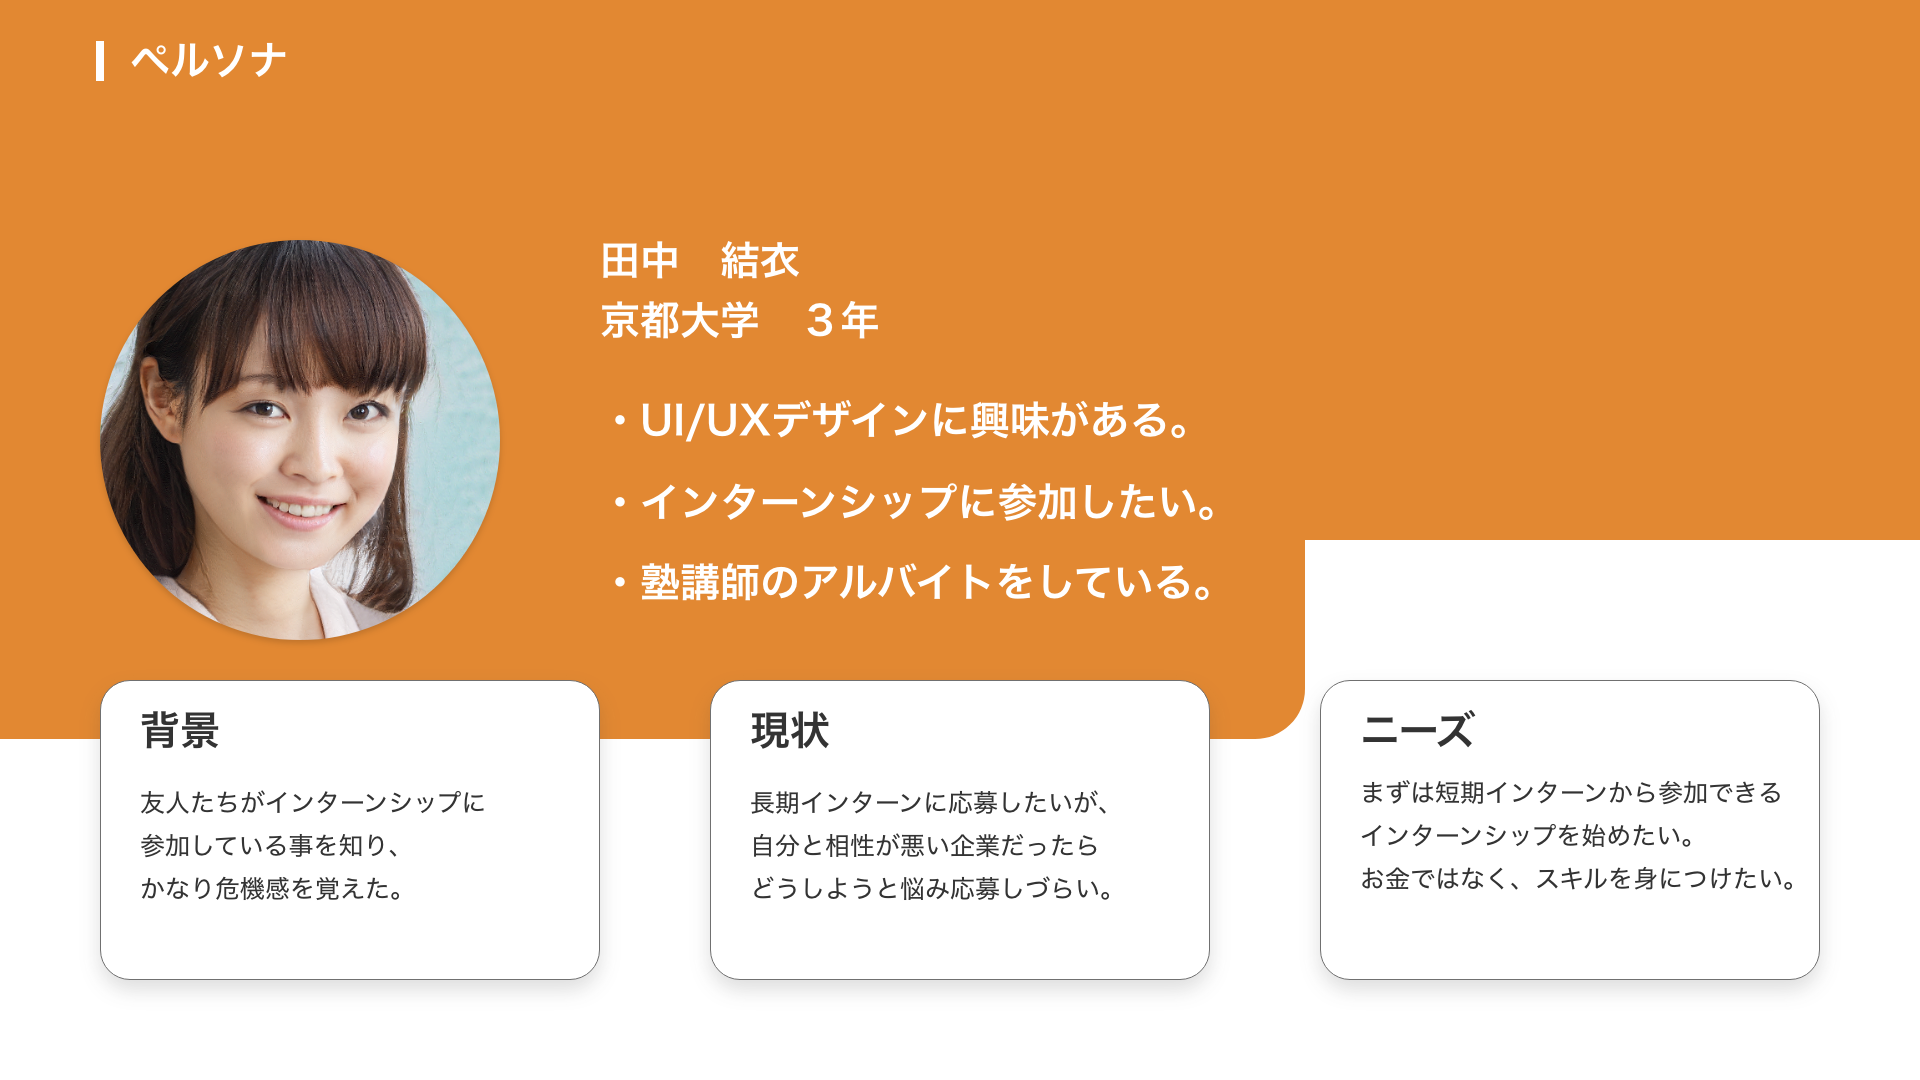 ペルソナ
田中　結衣
京都大学　３年
・UI/UXデザインに興味がある。
・インターンシップに参加したい。
・塾講師のアルバイトをしている。
背景
友人たちがインターンシップに
参加している事を知り、
かなり危機感を覚えた。
現状
長期インターンに応募したいが、
自分と相性が悪い企業だったら
どうしようと悩み応募しづらい。
ニーズ
まずは短期インターンから参加できる
インターンシップを始めたい。
お金ではなく、スキルを身につけたい。